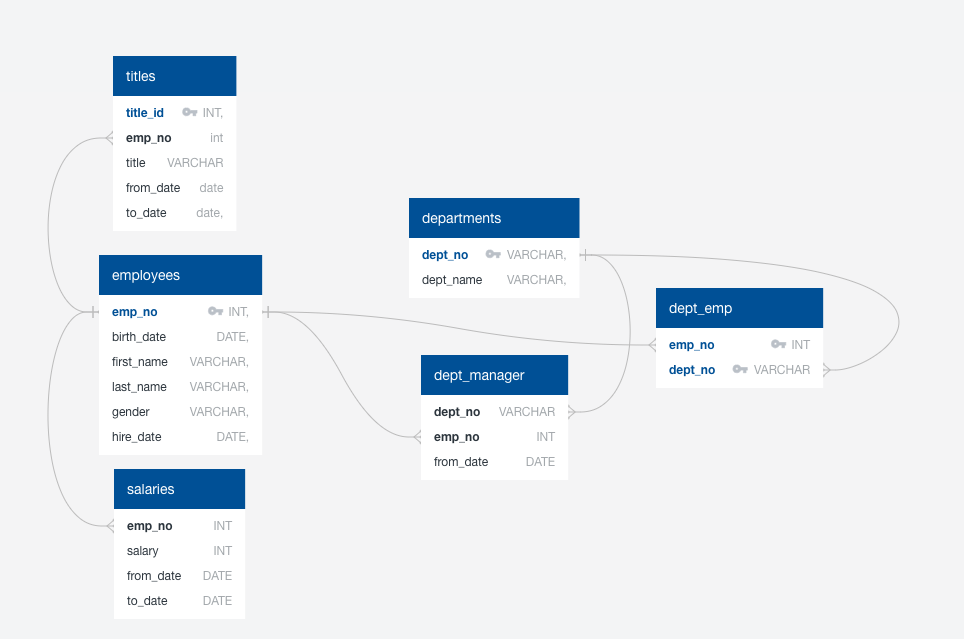 titles
title_id INT,
emp_no int
title VARCHAR
from_date date
to_date date,
employees
emp_no INT,
birth_date DATE,
first_name VARCHAR,
last_name VARCHAR,
gender VARCHAR,
hire_date DATE,
salaries
emp_no INT
salary INT
from_date DATE
to_date DATE
departments
dept_no VARCHAR,
dept_name VARCHAR,
dept_manager
dept_no VARCHAR
emp_no INT
from_date DATE
dept_emp
emp_no INT
dept_no VARCHAR